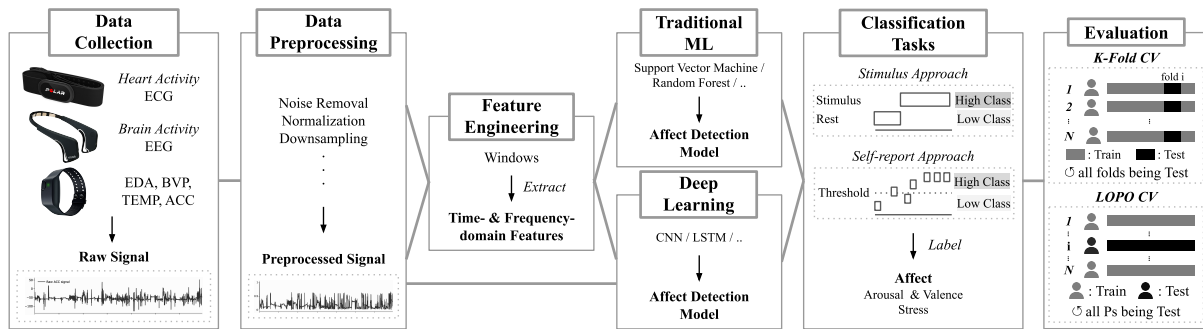 Data
Collection
Heart Activity
ECG
POLAR
Brain Activity
EEG
EDA, BVP,
TEMP, ACC
Raw Signal
Raw ACC signal
Data
Preprocessing
Noise Removal
Normalization
Downsampling
.
.
.
Preprocessed Signal
Feature
Engineering
Windows
Extract
Time- & Frequency-
domain Features
Traditional
ML
Support Vector Machine /
Random Forest / ..
Affect Detection
Model
Deep
Learning
CNN / LSTM / ..
Affect Detection
Model
Classification
Tasks
Stimulus Approach
Stimulus High Class
Rest Low Class
Self-report Approach
Threshold High Class
Low Class
Label
Affect
Arousal & Valence
Stress
Evaluation
K-Fold CV
fold i
1
2
N
: Train : Test
↺ all folds being Test
LOPO CV
1
i
N
: Train : Test
↺ all Ps being Test